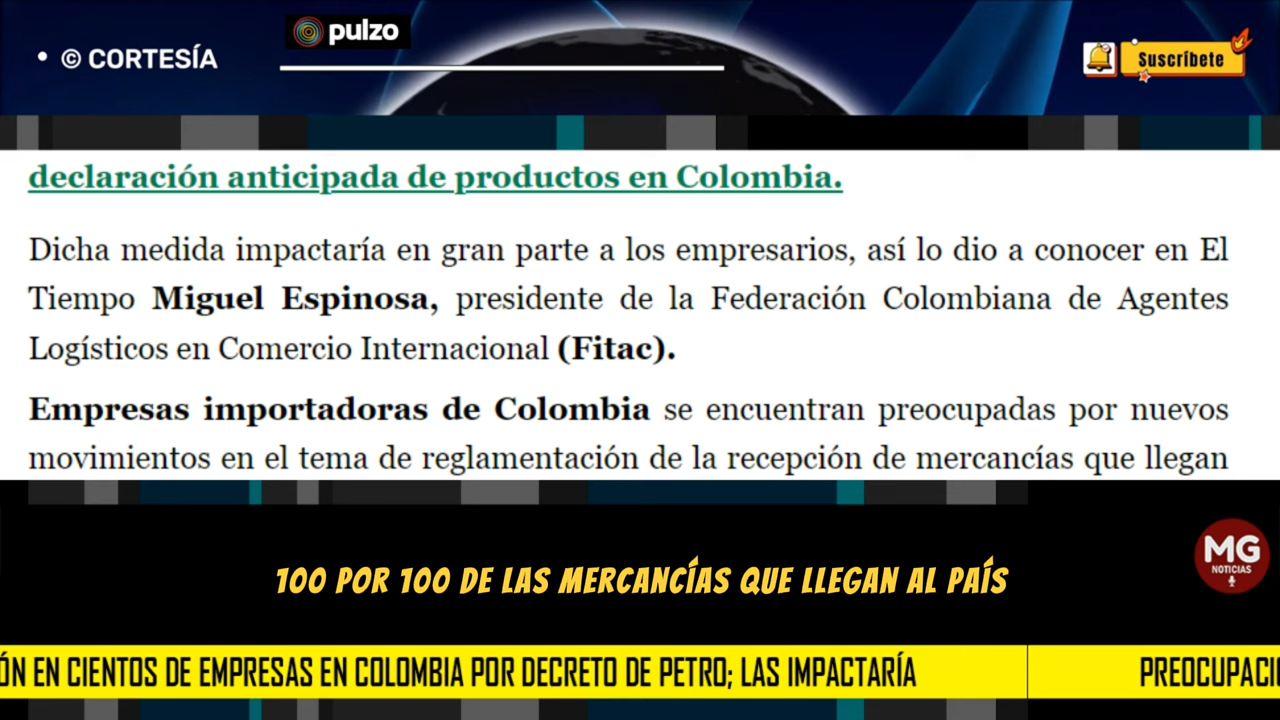 • © CORTESÍA
pulzo
Suscríbete
declaración anticipada de productos en Colombia.
Dicha medida impactaría en gran parte a los empresarios, así lo dio a conocer en El
Tiempo Miguel Espinosa, presidente de la Federación Colombiana de Agentes
Logísticos en Comercio Internacional (Fitac).
Empresas importadoras de Colombia se encuentran preocupadas por nuevos
movimientos en el tema de reglamentación de la recepción de mercancías que llegan
100 POR 100 DE LAS MERCANCÍAS QUE LLEGAN AL PAÍS
MG
NOTICIAS
ÓN EN CIENTOS DE EMPRESAS EN COLOMBIA POR DECRETO DE PETRO; LAS IMPACTARÍA
PREOCUPACI